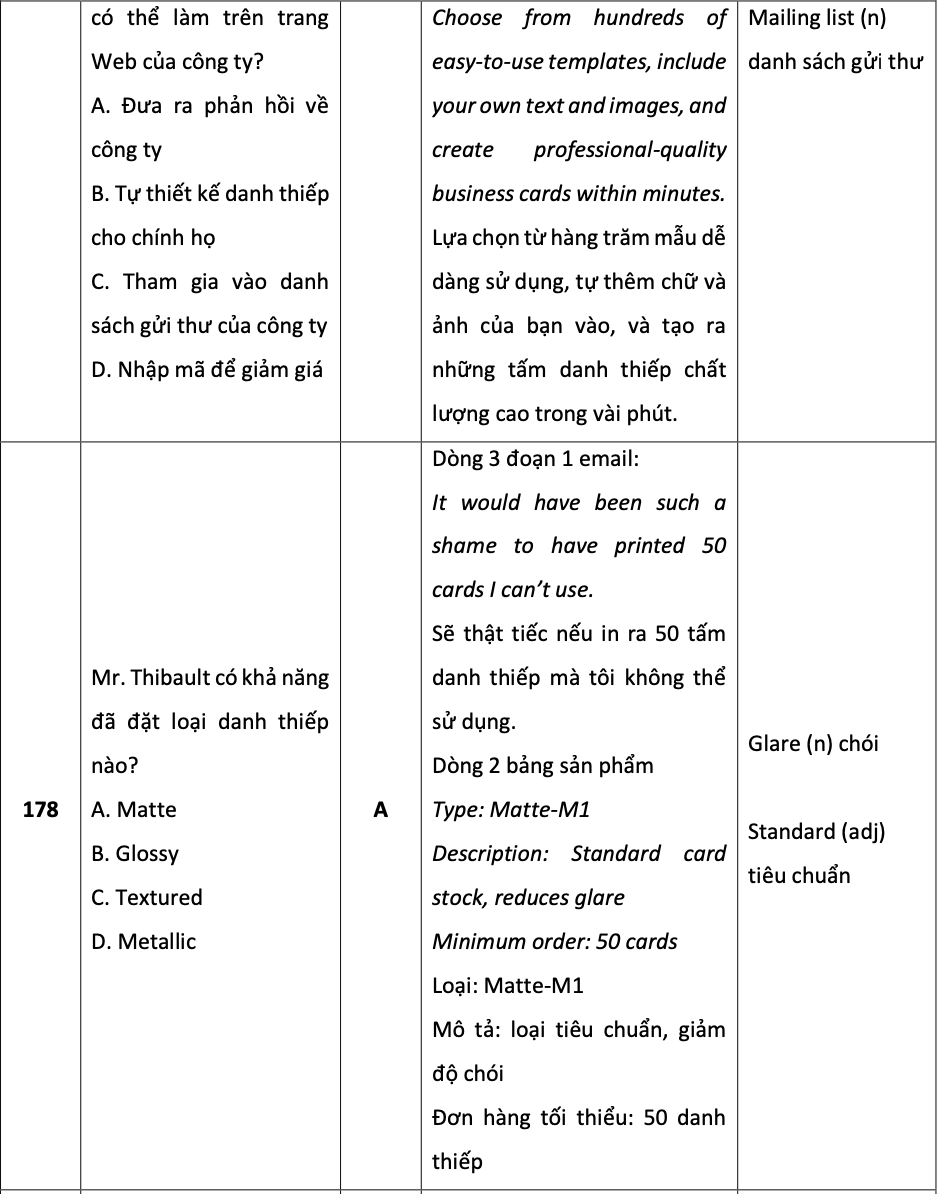 có thể làm trên trang
Web của công ty?
A. Đưa ra phản hồi về
công ty
B. Tự thiết kế danh thiếp
cho chính họ
C. Tham gia vào danh
sách gửi thư của công ty
D. Nhập mã để giảm giá
Choose from hundreds of
easy-to-use templates, include
your own text and images, and
create professional-quality
business cards within minutes.
Lựa chọn từ hàng trăm mẫu dễ
dàng sử dụng, tự thêm chữ và
ảnh của bạn vào, và tạo ra
những tấm danh thiếp chất
lượng cao trong vài phút.
Mailing list (n)
danh sách gửi thư
178
Mr. Thibault có khả năng
đã đặt loại danh thiếp
nào?
A. Matte
B. Glossy
C. Textured
D. Metallic
A
Dòng 3 đoạn 1 email:
It would have been such a
shame to have printed 50
cards I can’t use.
Sẽ thật tiếc nếu in ra 50 tấm
danh thiếp mà tôi không thể
sử dụng.
Dòng 2 bảng sản phẩm
Type: Matte-M1
Description: Standard card
stock, reduces glare
Minimum order: 50 cards
Loại: Matte-M1
Mô tả: loại tiêu chuẩn, giảm
độ chói
Đơn hàng tối thiểu: 50 danh
thiếp
Glare (n) chói
Standard (adj)
tiêu chuẩn